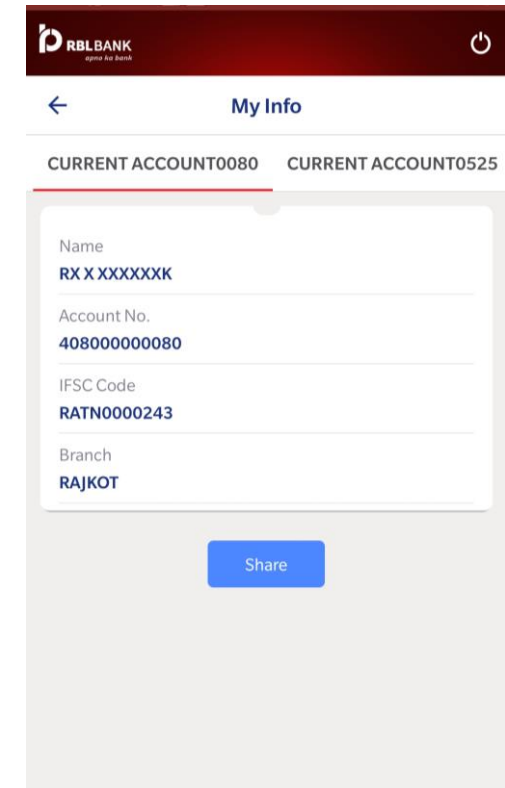 RBLBANK
apno ka bank
My Info
CURRENT ACCOUNT0080 CURRENT ACCOUNT0525
Name
RX X XXXXXXK
Account No.
408000000080
IFSC Code
RATN0000243
Branch
RAJKOT
Share